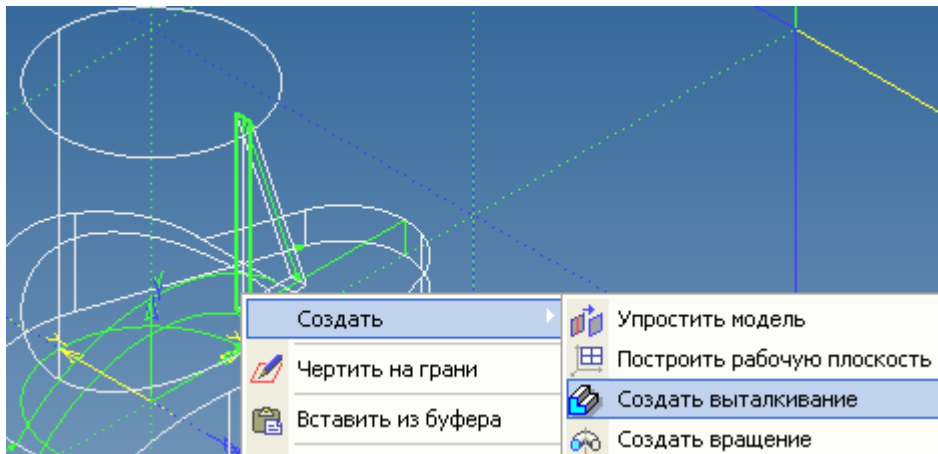 Создать
Чертить на грани
Вставить из буфера
Упростить модель
Построить рабочую плоскость
Создать выталкивание
Создать вращение